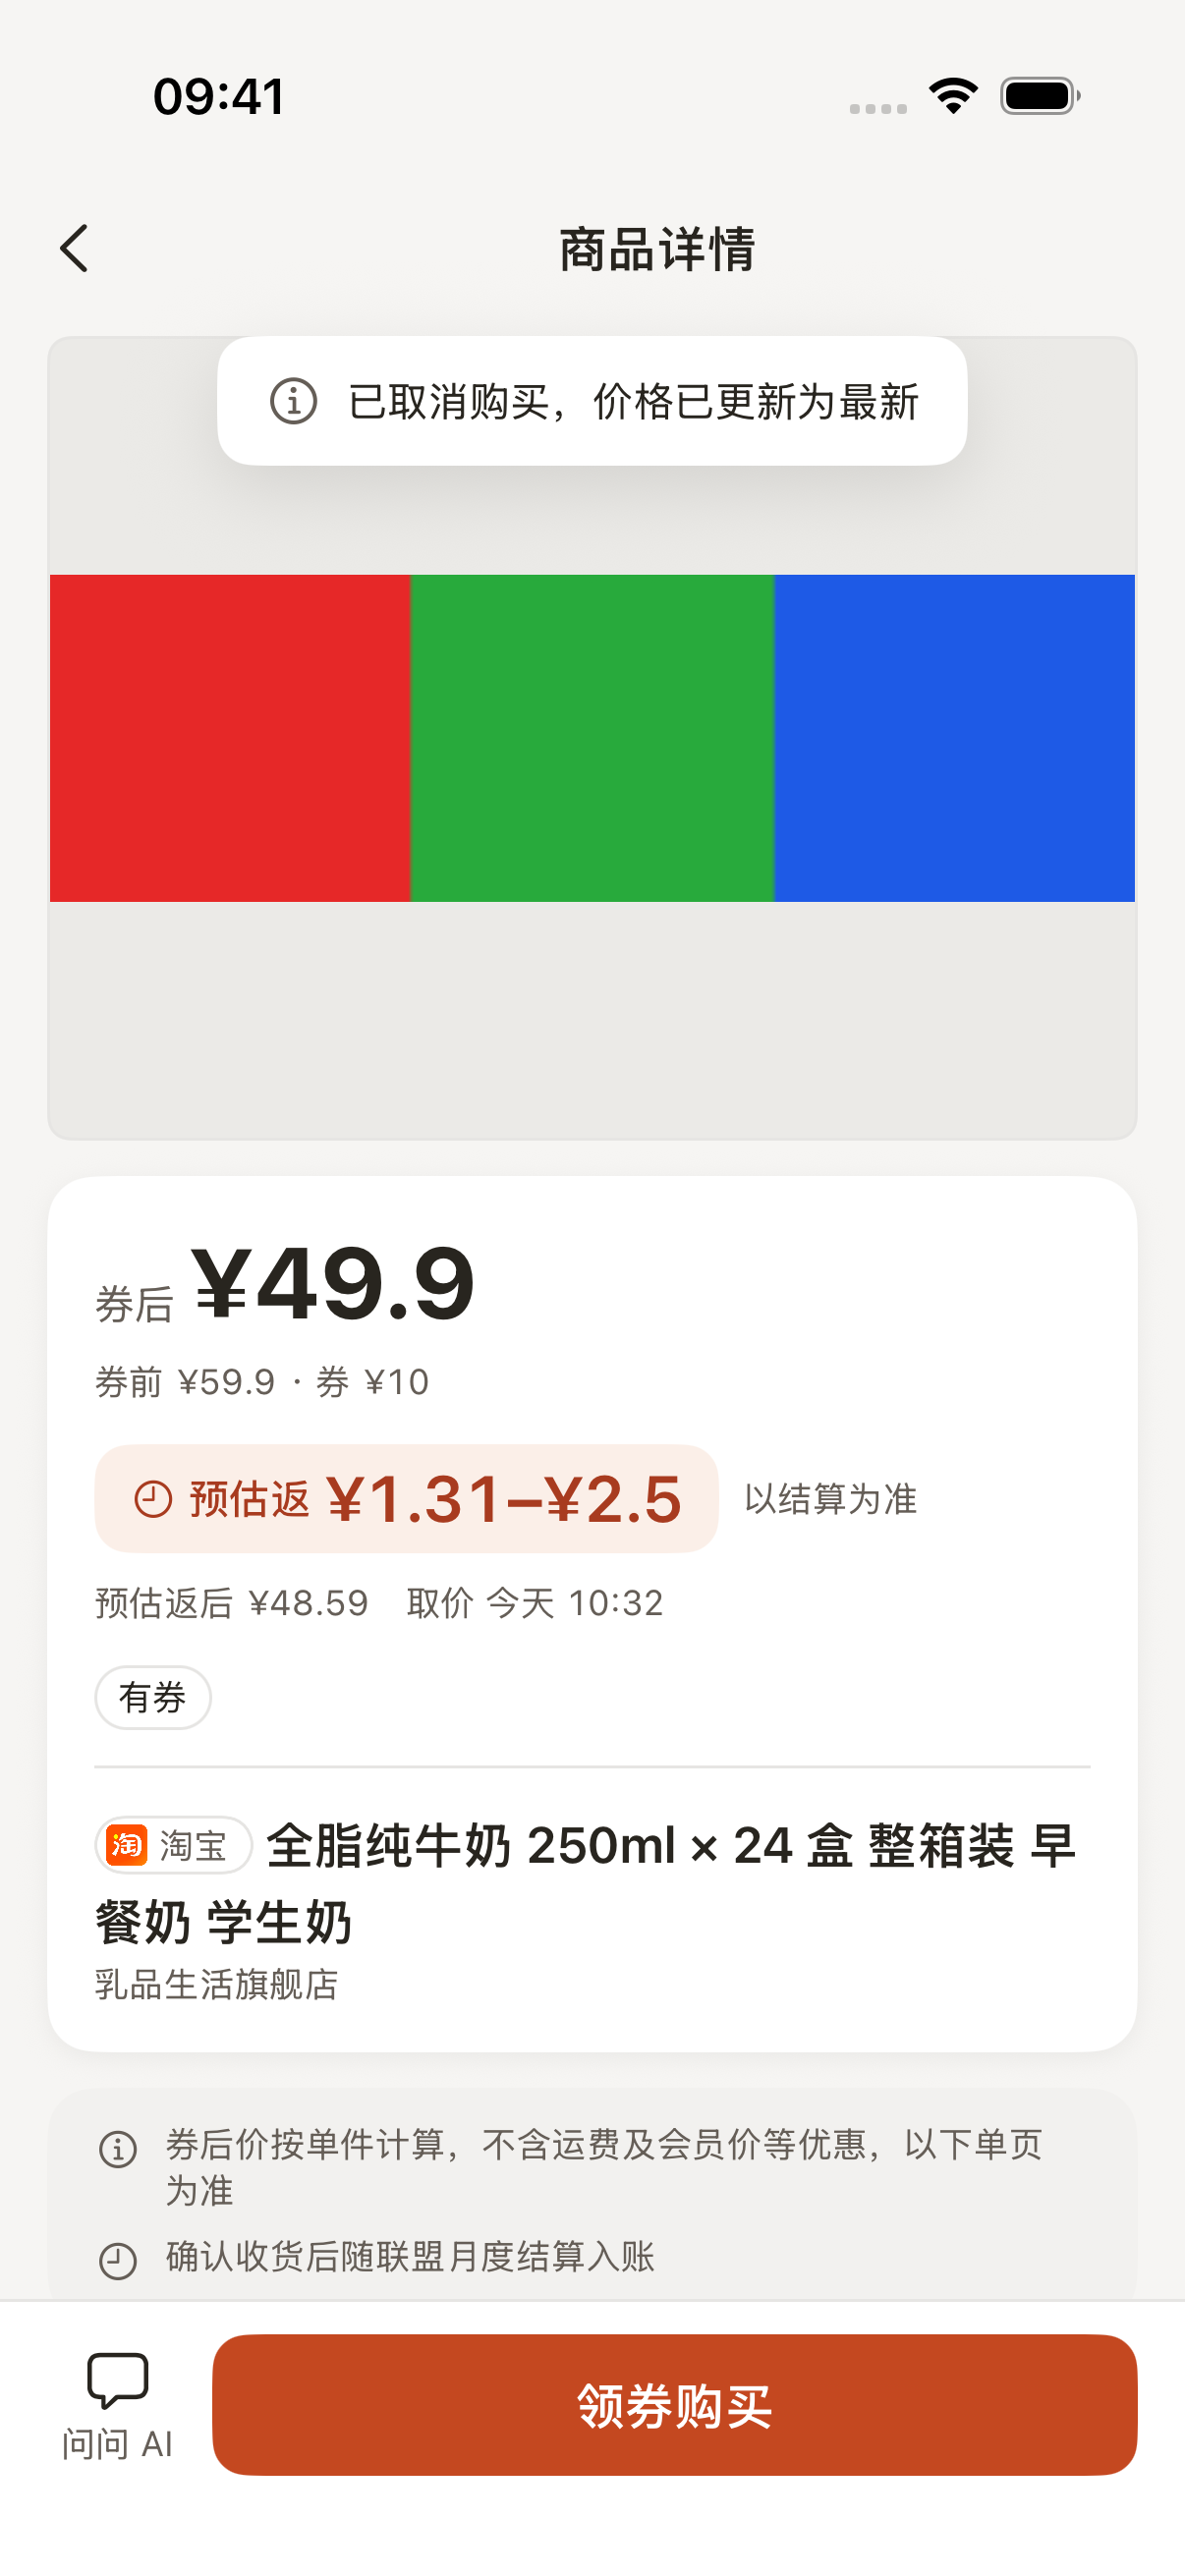 09:41
商品详情
已取消购买，价格已更新为最新
券后 ¥49.9
券前 ¥59.9 · 券 ¥10
预估返 ¥1.31–¥2.5 以结算为准
预估返后 ¥48.59 取价 今天 10:32
有券
淘 淘宝 全脂纯牛奶 250ml × 24 盒 整箱装 早
餐奶 学生奶
乳品生活旗舰店
券后价按单件计算，不含运费及会员价等优惠，以下单页
为准
确认收货后随联盟月度结算入账
问问 AI
领券购买